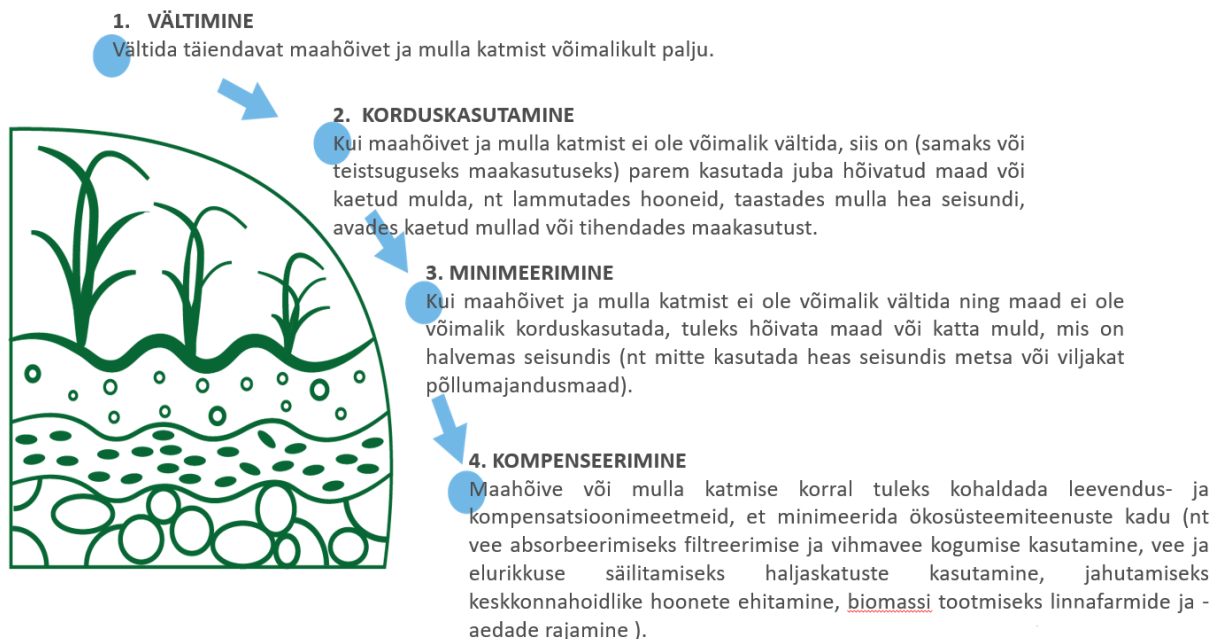 1. VÄLTIMINE
Vältida täiendavat maahõivet ja mulla katmist võimalikult palju.
2. KORDUSKASUTAMINE
Kui maahõivet ja mulla katmist ei ole võimalik vältida, siis on (samaks või
teistsuguseks maakasutuseks) parem kasutada juba hõivatud maad või
kaetud mulda, nt lammutades hooneid, taastades mulla hea seisundi,
avades kaetud mullad või tihendades maakasutust.
3. MINIMEERIMINE
Kui maahõivet ja mulla katmist ei ole võimalik vältida ning maad ei ole
võimalik korduskasutada, tuleks hõivata maad või katta muld, mis on
halvemas seisundis (nt mitte kasutada heas seisundis metsa või viljakat
põllumajandusmaad).
4. KOMPENSEERIMINE
Maahõive või mulla katmise korral tuleks kohaldada leevendus- ja
kompensatsioonimeetmeid, et minimeerida ökosüsteemiteenuste kadu (nt
vee absorbeerimiseks filtreerimise ja vihmavee kogumise kasutamine, vee ja
elurikkuse säilitamiseks haljaskatuste kasutamine, jahutamiseks
keskkonnahoidlike hoonete ehitamine, biomassi tootmiseks linnafarmide ja -
aedade rajamine ).